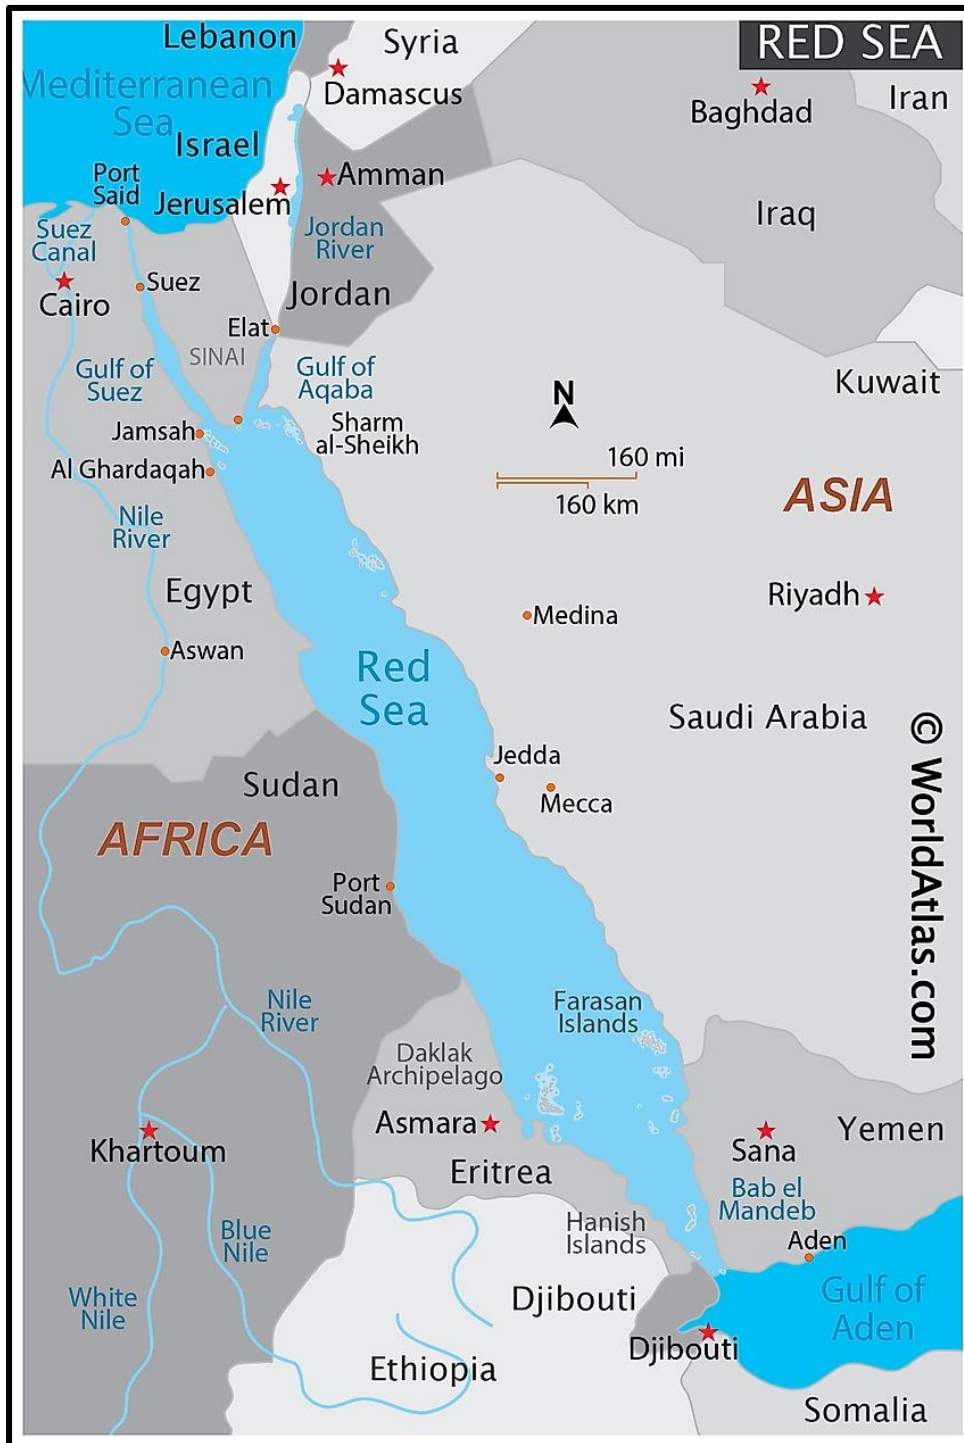 RED SEA
Lebanon
Syria
Mediterranean
Sea
Damascus
Baghdad
Iran
Israel
Port
Said
Amman
Jerusalem
Iraq
Suez
Canal
Jordan
River
Suez
Cairo
Jordan
Elat
SINAI
Gulf of
Suez
Gulf of
Aqaba
Kuwait
N
Sharm
al-Sheikh
Jamsah
Al Ghardaqah
160 mi
160 km
ASIA
Nile
River
Egypt
Riyadh
Medina
Aswan
Red
Sea
Saudi Arabia
© WorldAtlas.com
Jedda
Mecca
Sudan
AFRICA
Port
Sudan
Nile
River
Farasan
Islands
Daklak
Archipelago
Asmara
Khartoum
Sana
Yemen
Eritrea
Bab el
Mandeb
Hanish
Islands
Aden
Blue
Nile
White
Nile
Djibouti
Gulf of
Aden
Djibouti
Ethiopia
Somalia